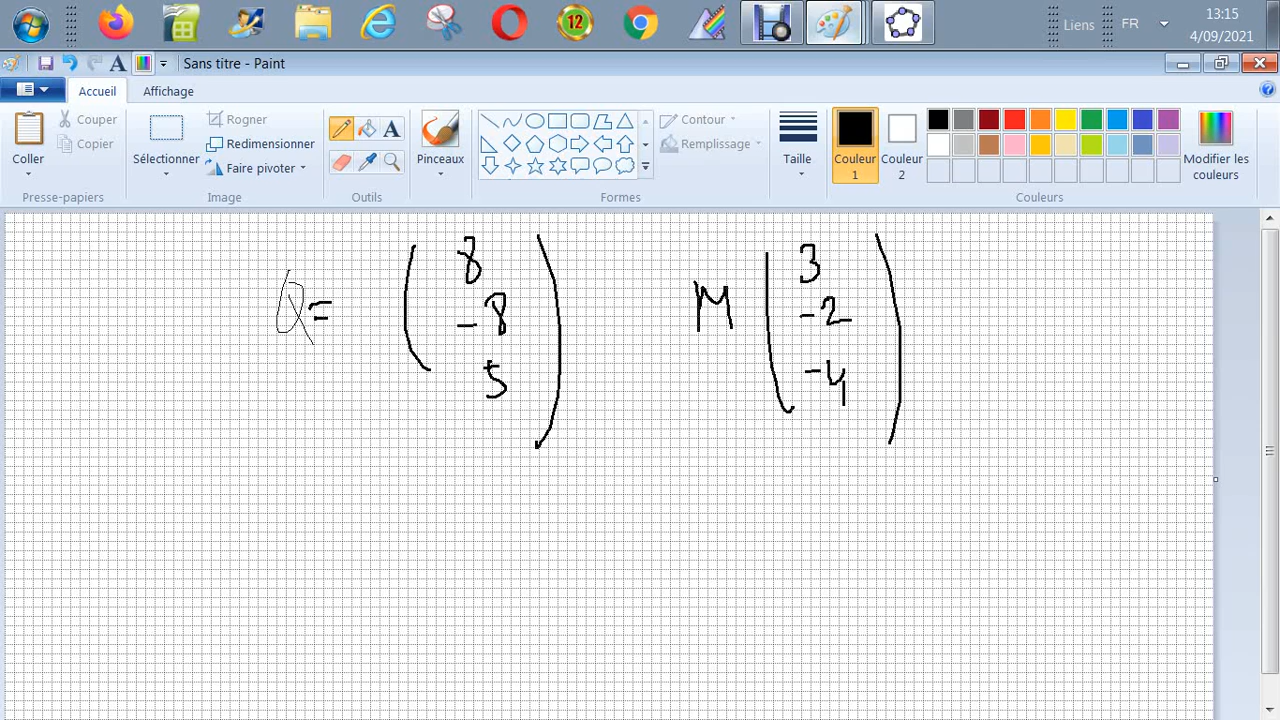 12
Liens
FR
13:15
4/09/2021
Sans titre - Paint
Accueil
Affichage
Coller
Couper
Copier
Presse-papiers
Sélectionner
Rogner
Redimensionner
Faire pivoter
Image
Outils
Pinceaux
Contour
Remplissage
Formes
Taille
Couleur 1
Couleur 2
Modifier les couleurs
Couleurs
Q= ( 8
-8
5 )
M ( 3
-2
-4 )